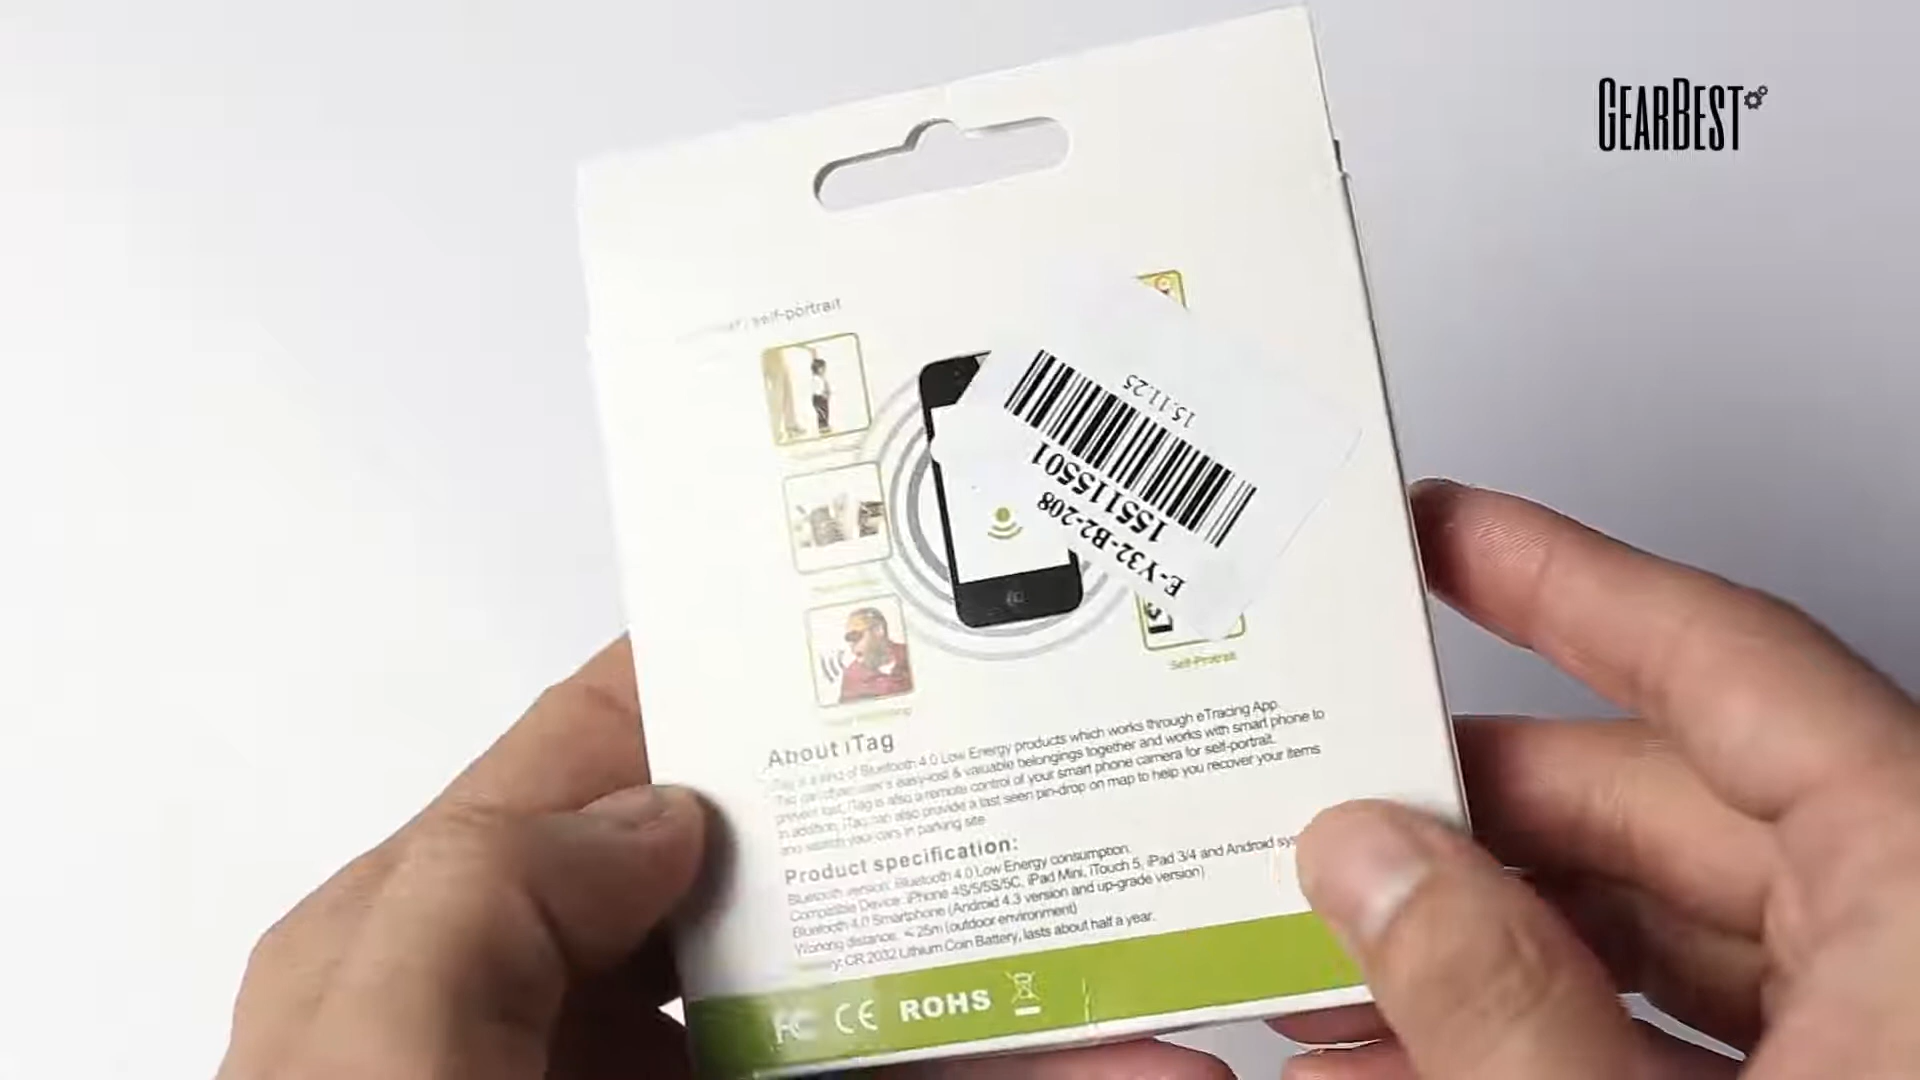 GEARBEST
self-portrait
15.11.25
155115501
E-Y32-B2-208
Self-Protrait
About iTag
iTag is a kind of Bluetooth 4.0 Low Energy products which works through eTracing App.
iTag can user's easy-lost & valuable belongings together and works with smart phone to
prevent lost, iTag is also a remote control of your smart phone camera for self-portrait.
In addition, iTag can also provide a last seen pin-drop on map to help you recover your items
and search your cars in parking site.
Product specification:
Bluetooth version: Bluetooth 4.0 Low Energy consumption.
Compatible Device: iPhone 4S/5/5S/5C, iPad Mini, iTouch 5, iPad 3/4 and Android sys
Bluetooth 4.0 Smartphone (Android 4.3 version and up-grade version)
Working distance: <25m (outdoor environment)
y: CR 2032 Lithium Coin Battery, lasts about half a year.
FC CE ROHS